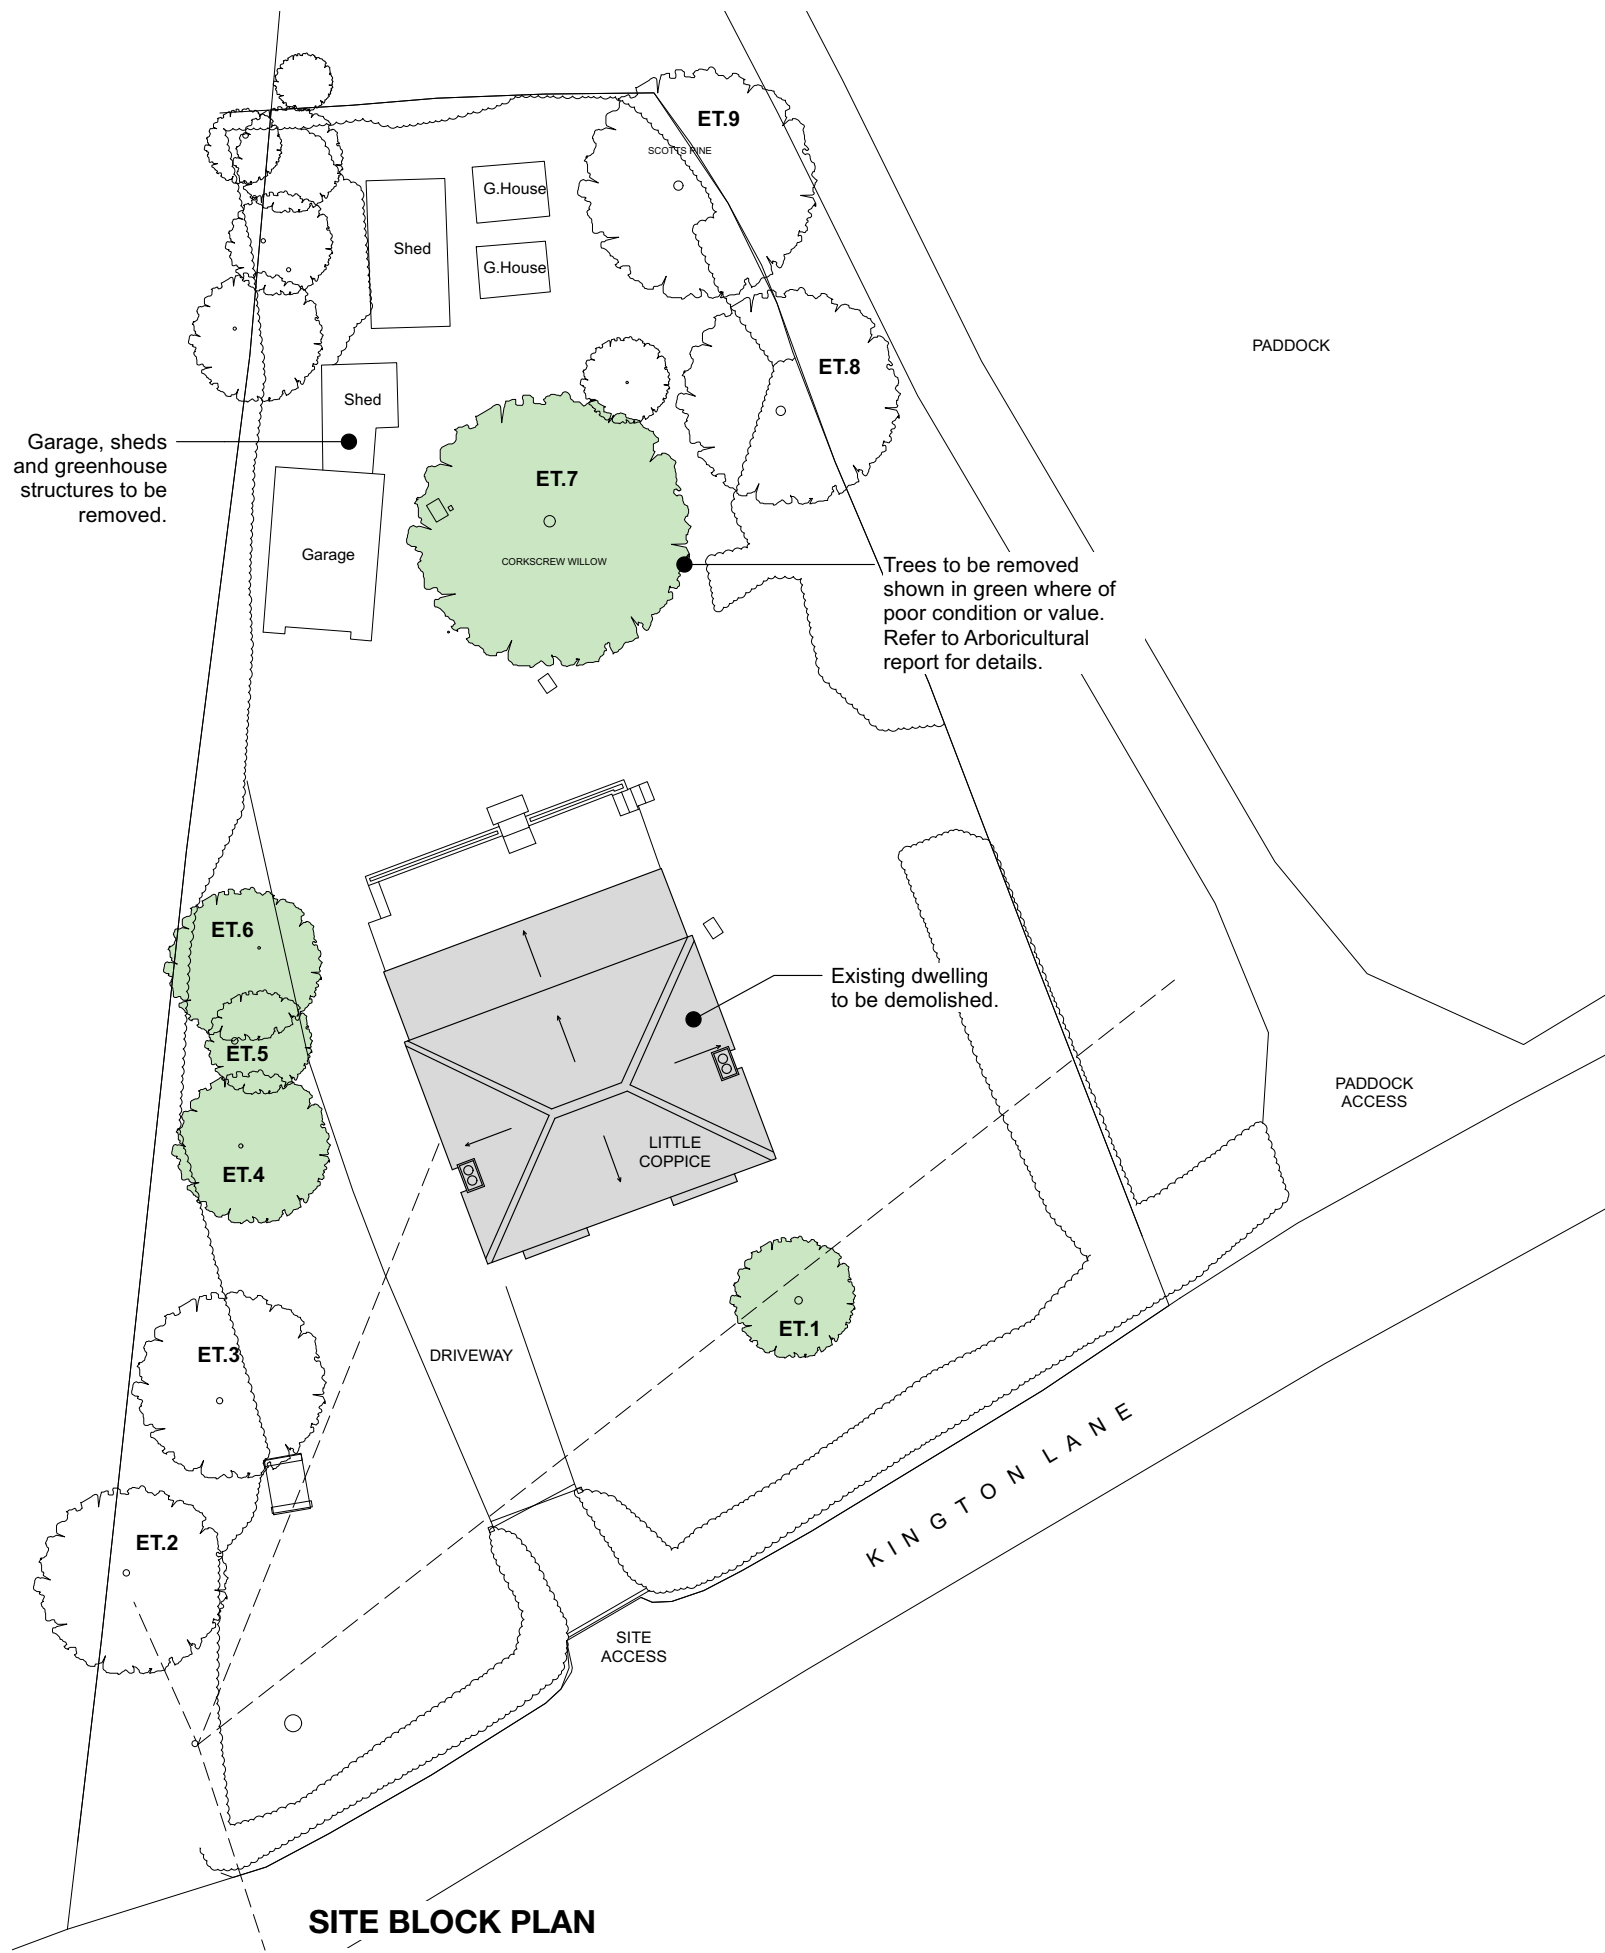 ET.9
SCOTTS PINE
G.House
Shed
G.House
PADDOCK
ET.8
Shed
Garage, sheds
and greenhouse
structures to be
removed.
ET.7
Garage
CORKSCREW WILLOW
Trees to be removed
shown in green where of
poor condition or value.
Refer to Arboricultural
report for details.
ET.6
Existing dwelling
to be demolished.
ET.5
PADDOCK
ACCESS
LITTLE
COPPICE
ET.4
ET.1
ET.3
DRIVEWAY
KINGTON LANE
ET.2
SITE
ACCESS
SITE BLOCK PLAN